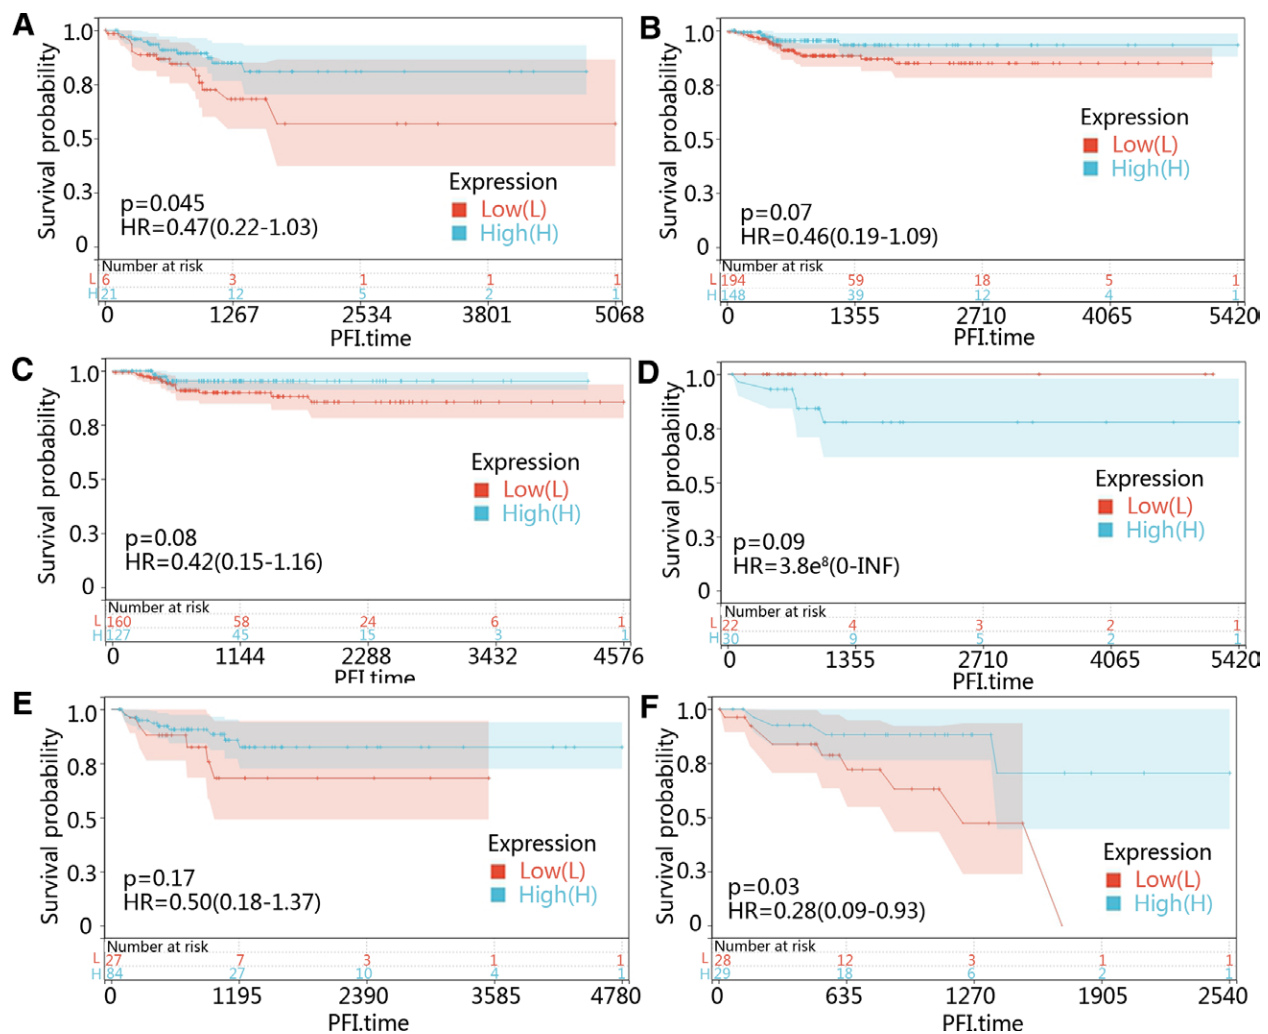 A
Survival probability
1.0
0.8
0.5
0.3
0
p=0.045
HR=0.47(0.22-1.03)
Expression
Low(L)
High(H)
Number at risk
L 6 3 1 1 1
H 21 12 5 2 1
0 1267 2534 3801 5068
PFI.time
B
Survival probability
1.0
0.8
0.5
0.3
0
Expression
Low(L)
High(H)
p=0.07
HR=0.46(0.19-1.09)
Number at risk
L 194 59 18 5 1
H 148 39 12 4 1
0 1355 2710 4065 5420
PFI.time
C
Survival probability
1.0
0.8
0.5
0.3
0
Expression
Low(L)
High(H)
p=0.08
HR=0.42(0.15-1.16)
Number at risk
L 160 58 24 6 1
H 127 45 15 3 1
0 1144 2288 3432 4576
PFI.time
D
Survival probability
1.0
0.8
0.5
0.3
0
Expression
Low(L)
High(H)
p=0.09
HR=3.8e⁸(0-INF)
Number at risk
L 22 4 3 2 1
H 30 9 5 2 1
0 1355 2710 4065 5420
PFI.time
E
Survival probability
1.0
0.8
0.5
0.3
0
Expression
Low(L)
High(H)
p=0.17
HR=0.50(0.18-1.37)
Number at risk
L 27 7 3 1 1
H 84 27 10 4 1
0 1195 2390 3585 4780
PFI.time
F
Survival probability
1.0
0.8
0.5
0.3
0
Expression
Low(L)
High(H)
p=0.03
HR=0.28(0.09-0.93)
Number at risk
L 28 12 3 1 1
H 29 18 6 2 1
0 635 1270 1905 2540
PFI.time